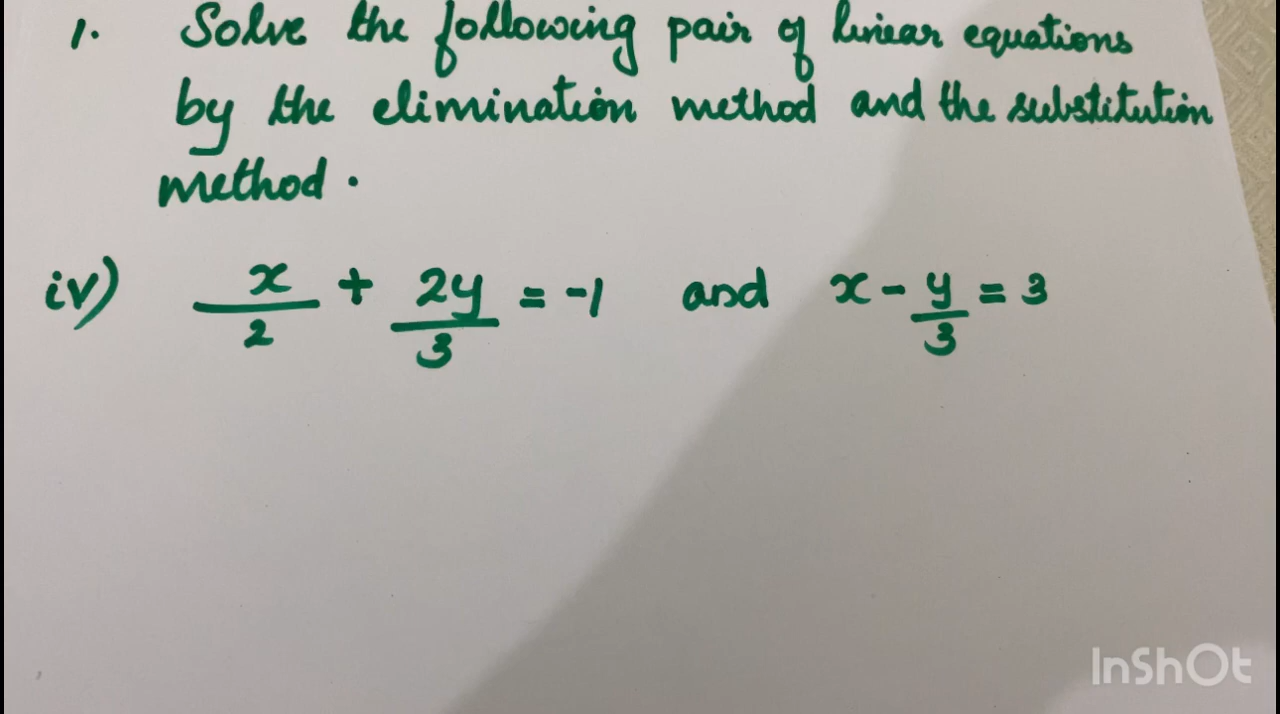 1. Solve the following pair of linear equations
by the elimination method and the substitution
method.
iv) x/2 + 2y/3 = -1 and x - y/3 = 3
InShOt